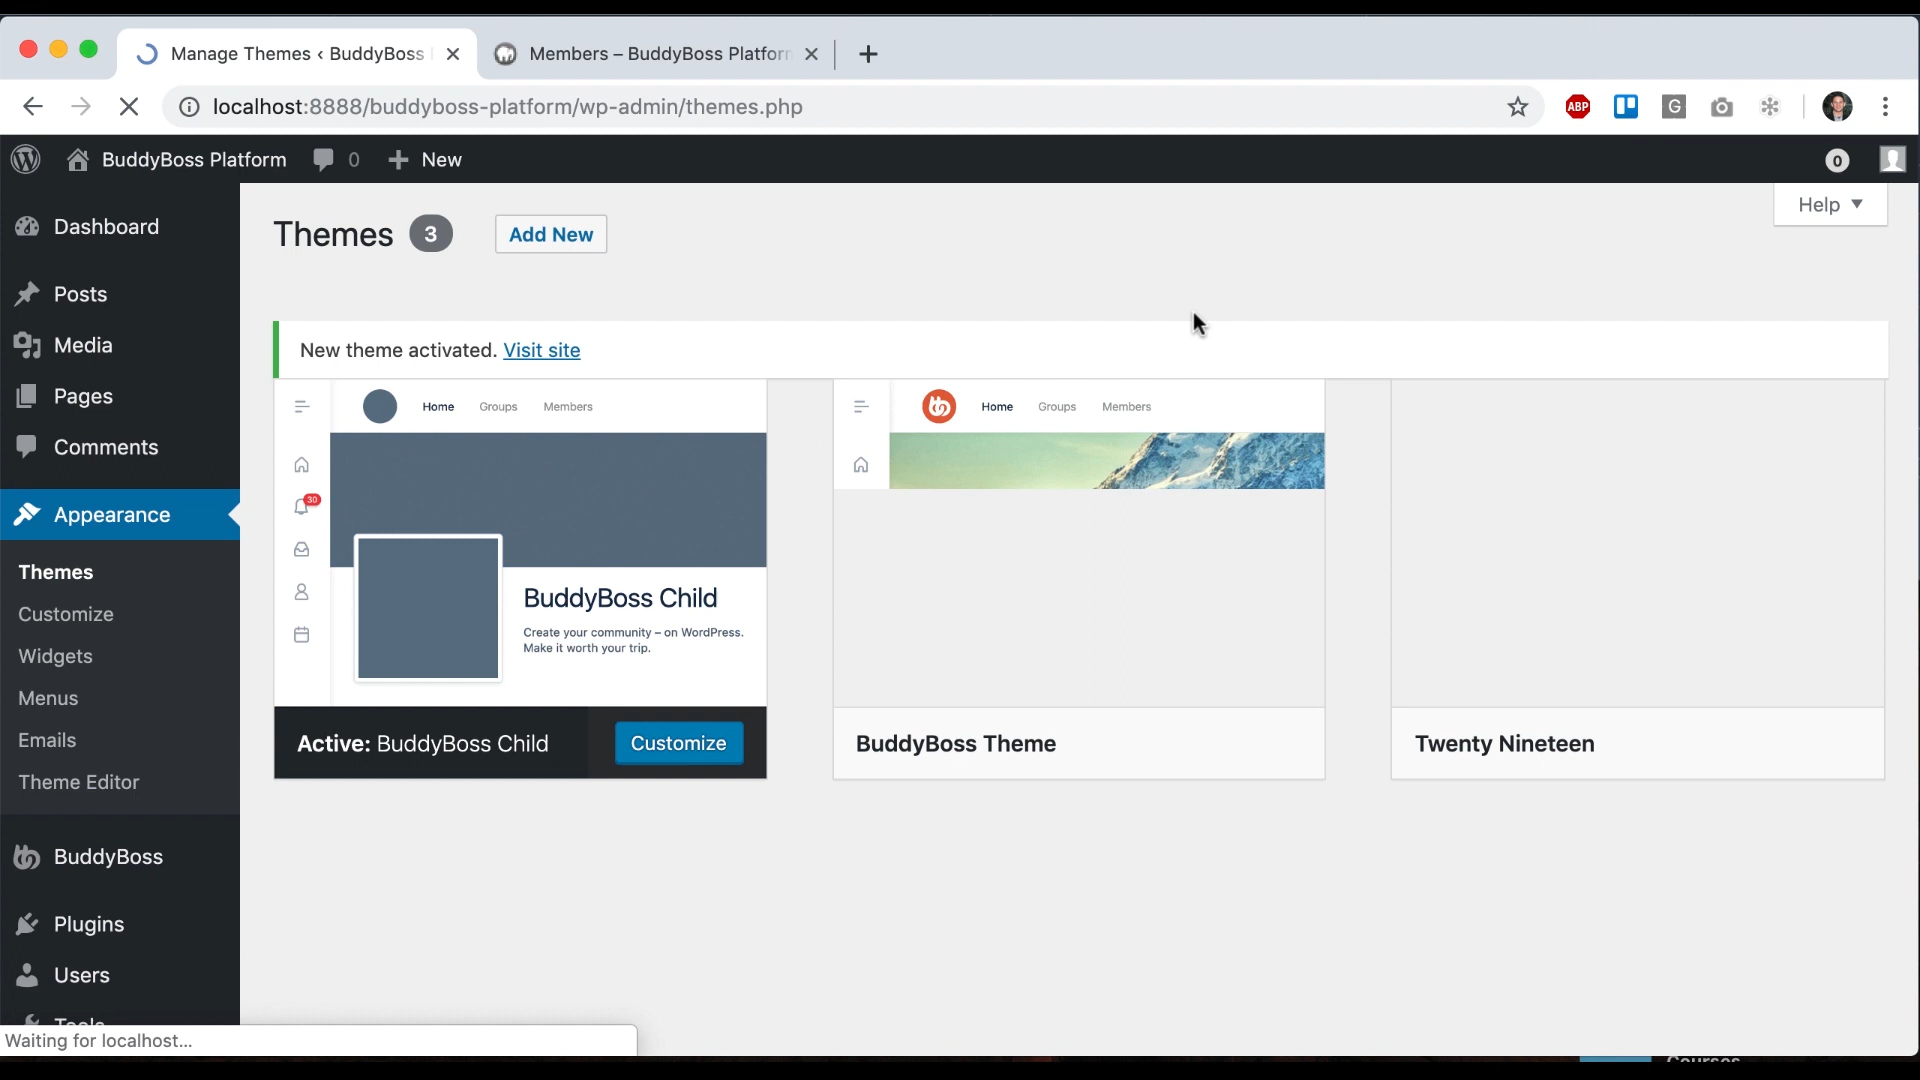 Manage Themes ‹ BuddyBoss
Members – BuddyBoss Platform
localhost:8888/buddyboss-platform/wp-admin/themes.php
ABP
G
BuddyBoss Platform
0
New
0
Dashboard
Posts
Media
Pages
Comments
Appearance
Themes
Customize
Widgets
Menus
Emails
Theme Editor
BuddyBoss
Plugins
Users
Tools
Themes 3
Add New
Help
New theme activated. Visit site
Home Groups Members
30
BuddyBoss Child
Create your community – on WordPress.
Make it worth your trip.
Active: BuddyBoss Child
Customize
Home Groups Members
BuddyBoss Theme
Twenty Nineteen
Waiting for localhost...
Courses